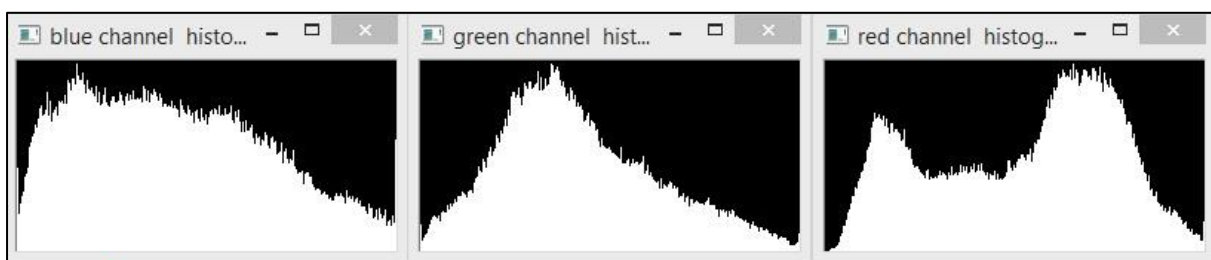 blue channel  histo...
green channel  hist...
red channel  histog...